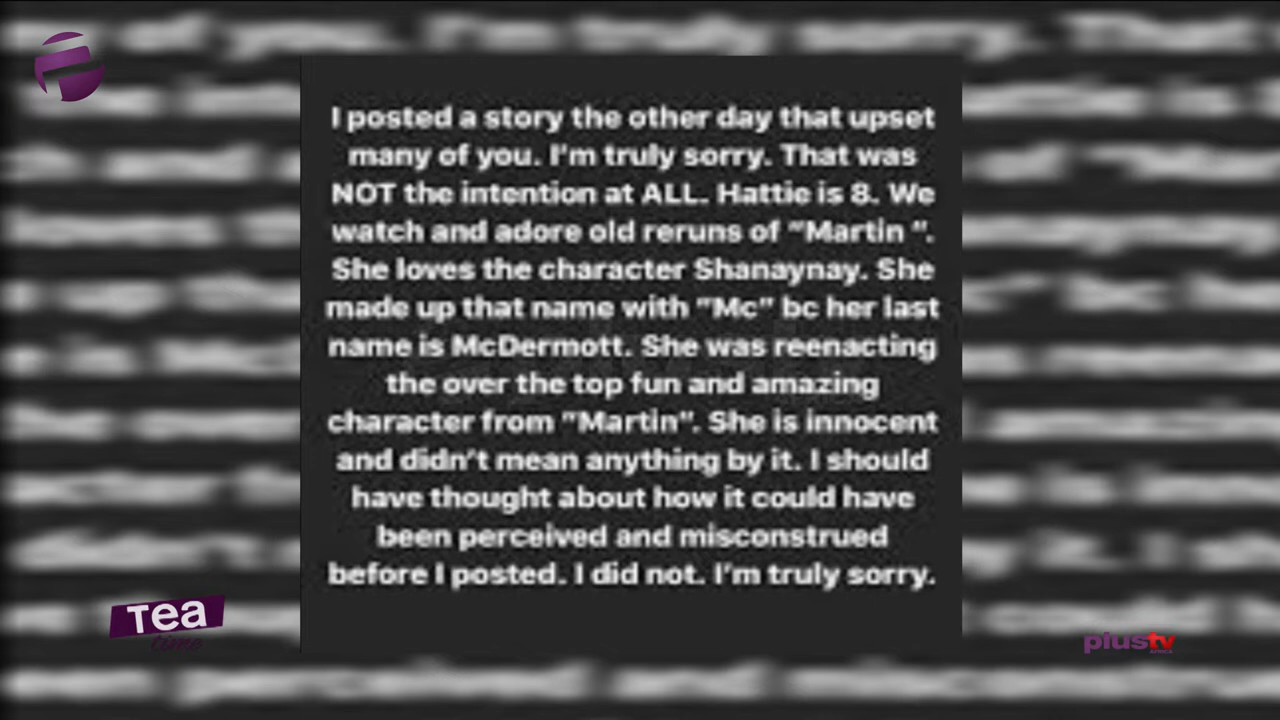 I posted a story the other day that upset
many of you. I'm truly sorry. That was
NOT the intention at ALL. Hattie is 8. We
watch and adore old reruns of "Martin ".
She loves the character Shanaynay. She
made up that name with "Mc" bc her last
name is McDermott. She was reenacting
the over the top fun and amazing
character from "Martin". She is innocent
and didn't mean anything by it. I should
have thought about how it could have
been perceived and misconstrued
before I posted. I did not. I'm truly sorry.
Tea
time
plustv
AFRICA